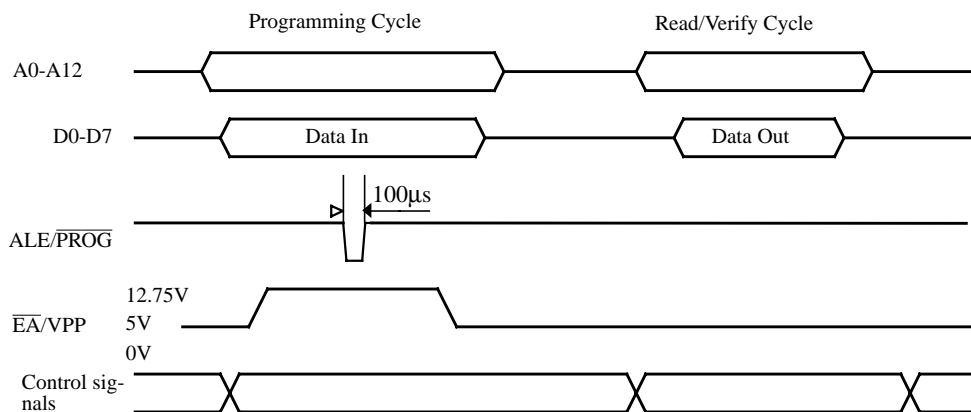 Programming Cycle
Read/Verify Cycle
A0-A12
D0-D7
Data In
Data Out
100µs
ALE/PROG
12.75V
EA/VPP
5V
0V
Control sig-
nals